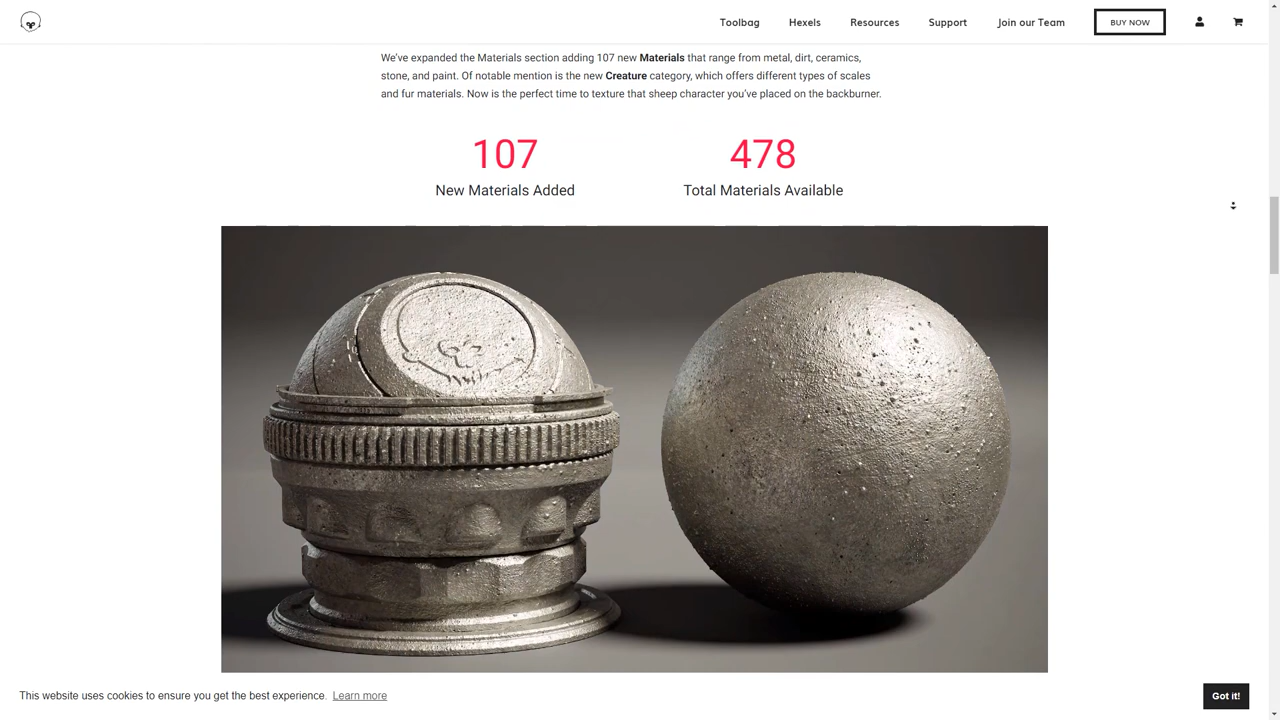 Toolbag Hexels Resources Support Join our Team BUY NOW
We've expanded the Materials section adding 107 new Materials that range from metal, dirt, ceramics,
stone, and paint. Of notable mention is the new Creature category, which offers different types of scales
and fur materials. Now is the perfect time to texture that sheep character you've placed on the backburner.
107 478
New Materials Added Total Materials Available
This website uses cookies to ensure you get the best experience. Learn more Got it!